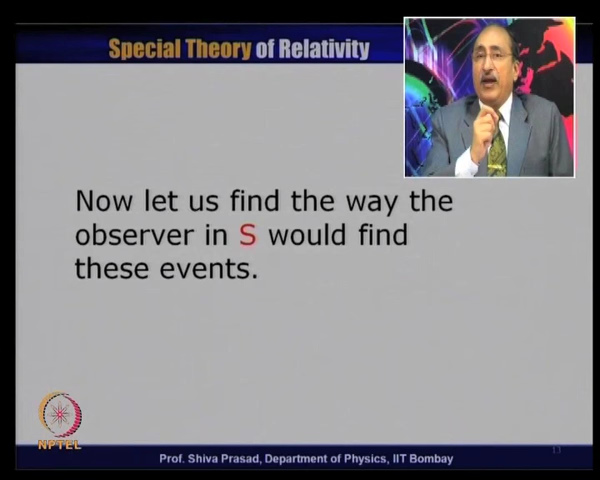 Special Theory of Relativity
Now let us find the way the
observer in S would find
these events.
NPTEL
Prof. Shiva Prasad, Department of Physics, IIT Bombay
13